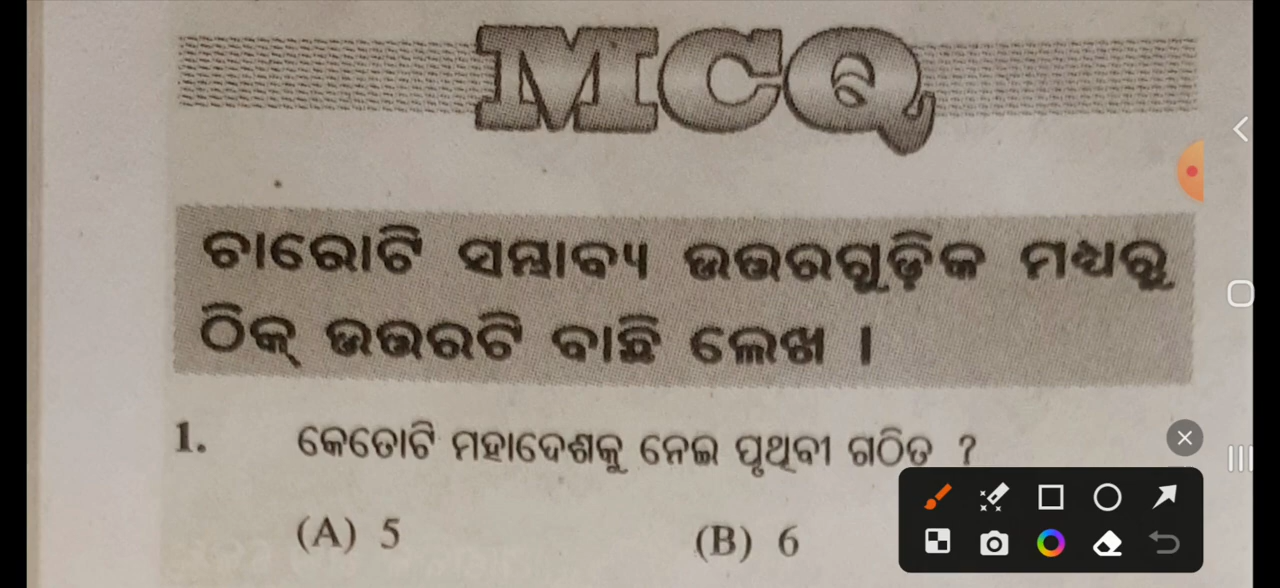 MCQ
ଚାରୋଟି ସମ୍ଭାବ୍ୟ ଉତ୍ତରଗୁଡ଼ିକ ମଧ୍ୟରୁ
ଠିକ୍ ଉତ୍ତରଟି ବାଛି ଲେଖ ।
1. କେତୋଟି ମହାଦେଶକୁ ନେଇ ପୃଥିବୀ ଗଠିତ ?
(A) 5 (B) 6